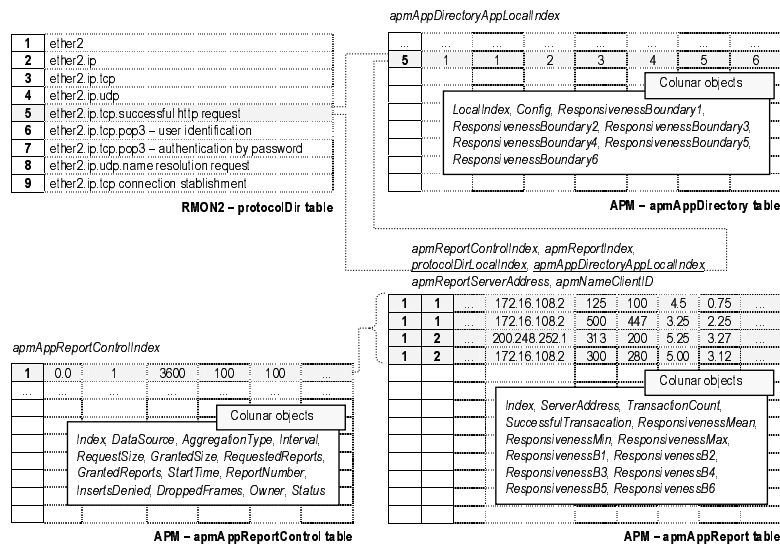 apmAppDirectoryAppLocalIndex
1 ether2
2 ether2.ip
3 ether2.ip.tcp
4 ether2.ip.udp
5 ether2.ip.tcp.successful http request
6 ether2.ip.tcp.pop3 – user identification
7 ether2.ip.tcp.pop3 – authentication by password
8 ether2.ip.udp.name resolution request
9 ether2.ip.tcp connection stablishment
RMON2 – protocolDir table
... ... ... ... ... ... ... ...
5 1 1 2 3 4 5 6
Colunar objects
LocalIndex, Config, ResponsivenessBoundary1,
ResponsivenessBoundary2, ResponsivenessBoundary3,
ResponsivenessBoundary4, ResponsivenessBoundary5,
ResponsivenessBoundary6
APM – apmAppDirectory table
apmReportControlIndex, apmReportIndex,
protocolDirLocalIndex, apmAppDirectoryAppLocalIndex
apmReportServerAddress, apmNameClientID
1 1 ... 172.16.108.2 125 100 4.5 0.75 ...
1 1 ... 172.16.108.2 500 447 3.25 2.25 ...
1 2 ... 200.248.252.1 313 200 5.25 3.27 ...
1 2 ... 172.16.108.2 300 280 5.00 3.12 ...
Colunar objects
Index, ServerAddress, TransactionCount,
SuccessfulTransacation, ResponsivenessMean,
ResponsivenessMin, ResponsivenessMax,
ResponsivenessB1, ResponsivenessB2,
ResponsivenessB3, ResponsivenessB4,
ResponsivenessB5, ResponsivenessB6
APM – apmAppReport table
apmAppReportControlIndex
1 0.0 1 3600 100 100 ...
... ... ... ... ... ... ...
Colunar objects
Index, DataSource, AggregationType, Interval,
RequestSize, GrantedSize, RequestedReports,
GrantedReports, StartTime, ReportNumber,
InsertsDenied, DroppedFrames, Owner, Status
APM – apmAppReportControl table